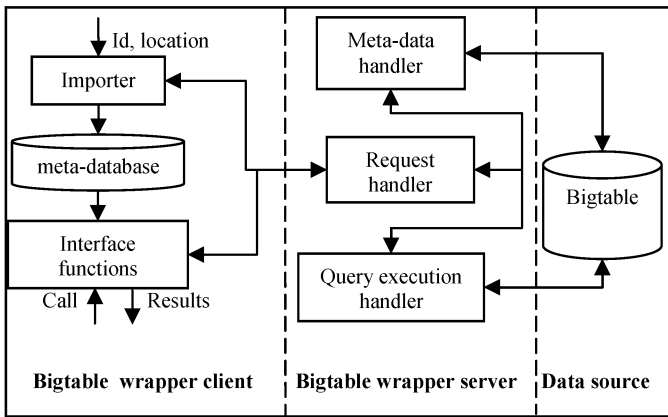 Id, location
Importer
meta-database
Interface
functions
Call
Results
Meta-data
handler
Request
handler
Query execution
handler
Bigtable
Bigtable wrapper client
Bigtable wrapper server
Data source